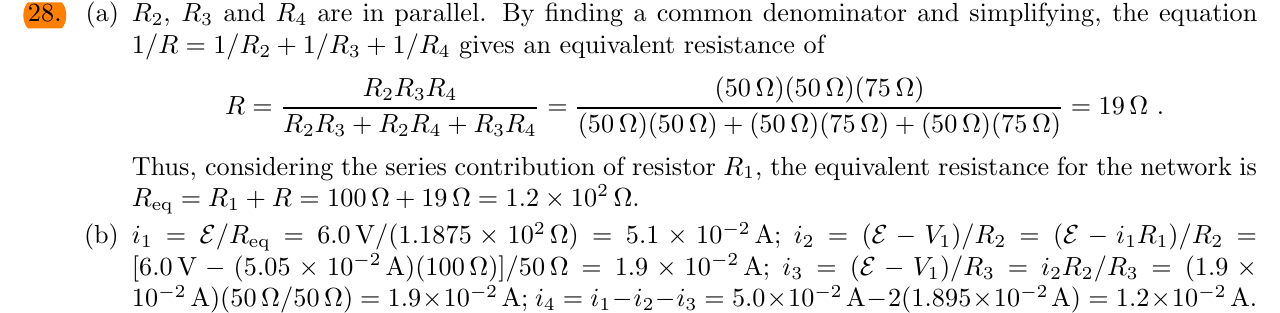 28. (a) R₂, R₃ and R₄ are in parallel. By finding a common denominator and simplifying, the equation
1/R = 1/R₂ + 1/R₃ + 1/R₄ gives an equivalent resistance of
R = R₂R₃R₄ / (R₂R₃ + R₂R₄ + R₃R₄) = (50 Ω)(50 Ω)(75 Ω) / ((50 Ω)(50 Ω) + (50 Ω)(75 Ω) + (50 Ω)(75 Ω)) = 19 Ω .
Thus, considering the series contribution of resistor R₁, the equivalent resistance for the network is
R_eq = R₁ + R = 100 Ω + 19 Ω = 1.2 × 10² Ω.
(b) i₁ = ℰ/R_eq = 6.0 V/(1.1875 × 10² Ω) = 5.1 × 10⁻² A; i₂ = (ℰ − V₁)/R₂ = (ℰ − i₁R₁)/R₂ =
[6.0 V − (5.05 × 10⁻² A)(100 Ω)]/50 Ω = 1.9 × 10⁻² A; i₃ = (ℰ − V₁)/R₃ = i₂R₂/R₃ = (1.9 ×
10⁻² A)(50 Ω/50 Ω) = 1.9×10⁻² A; i₄ = i₁−i₂−i₃ = 5.0×10⁻² A−2(1.895×10⁻² A) = 1.2×10⁻² A.